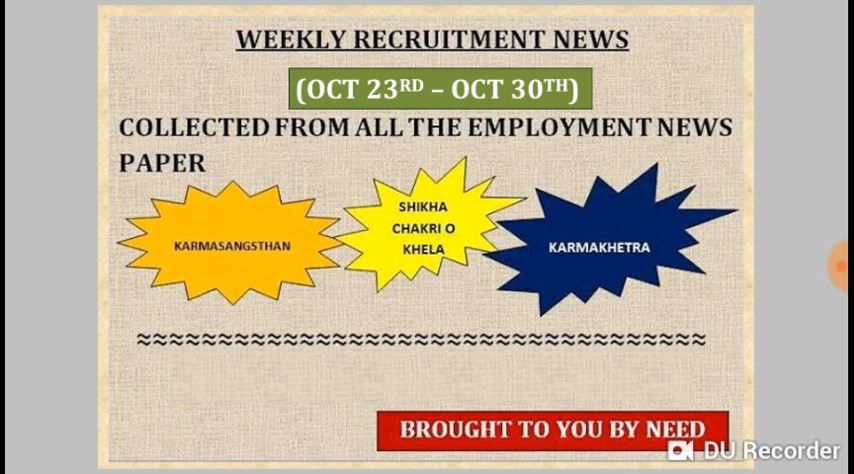 WEEKLY RECRUITMENT NEWS
(OCT 23RD – OCT 30TH)
COLLECTED FROM ALL THE EMPLOYMENT NEWS
PAPER
KARMASANGSTHAN
SHIKHA
CHAKRI O
KHELA
KARMAKHETRA
BROUGHT TO YOU BY NEED
DU Recorder